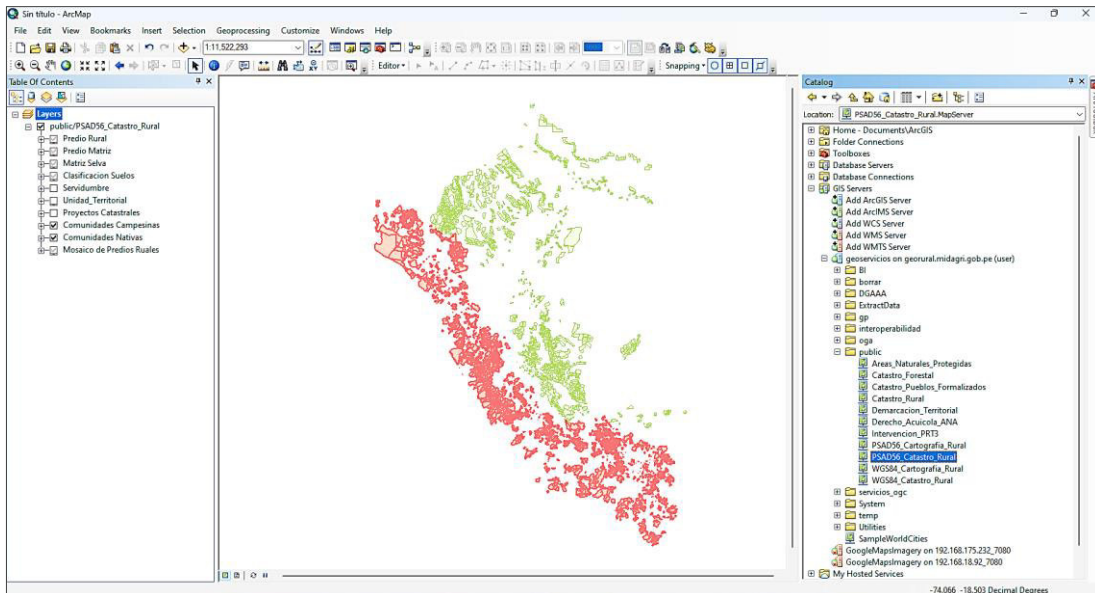 Sin título - ArcMap
File Edit View Bookmarks Insert Selection Geoprocessing Customize Windows Help
1:11,522,293
Editor
Snapping
Table Of Contents
Layers
public/PSAD56_Catastro_Rural
Predio Rural
Predio Matriz
Matriz Selva
Clasificacion Suelos
Servidumbre
Unidad_Territorial
Proyectos Catastrales
Comunidades Campesinas
Comunidades Nativas
Mosaico de Predios Ruales
Catalog
Location: PSAD56_Catastro_Rural.MapServer
Home - Documents\ArcGIS
Folder Connections
Toolboxes
Database Servers
Database Connections
GIS Servers
Add ArcGIS Server
Add ArcIMS Server
Add WCS Server
Add WMS Server
Add WMTS Server
geoservicios on georural.midagri.gob.pe (user)
BI
borrar
DGAAA
ExtractData
gp
interoperabilidad
oga
public
Areas_Naturales_Protegidas
Catastro_Forestal
Catastro_Pueblos_Formalizados
Catastro_Rural
Demarcacion_Territorial
Derecho_Acuicola_ANA
Intervencion_PRT3
PSAD56_Cartografia_Rural
PSAD56_Catastro_Rural
WGS84_Cartografia_Rural
WGS84_Catastro_Rural
servicios_ogc
System
temp
Utilities
SampleWorldCities
GoogleMapsImagery on 192.168.175.232_7080
GoogleMapsImagery on 192.168.18.92_7080
My Hosted Services
-74.066 -18.503 Decimal Degrees